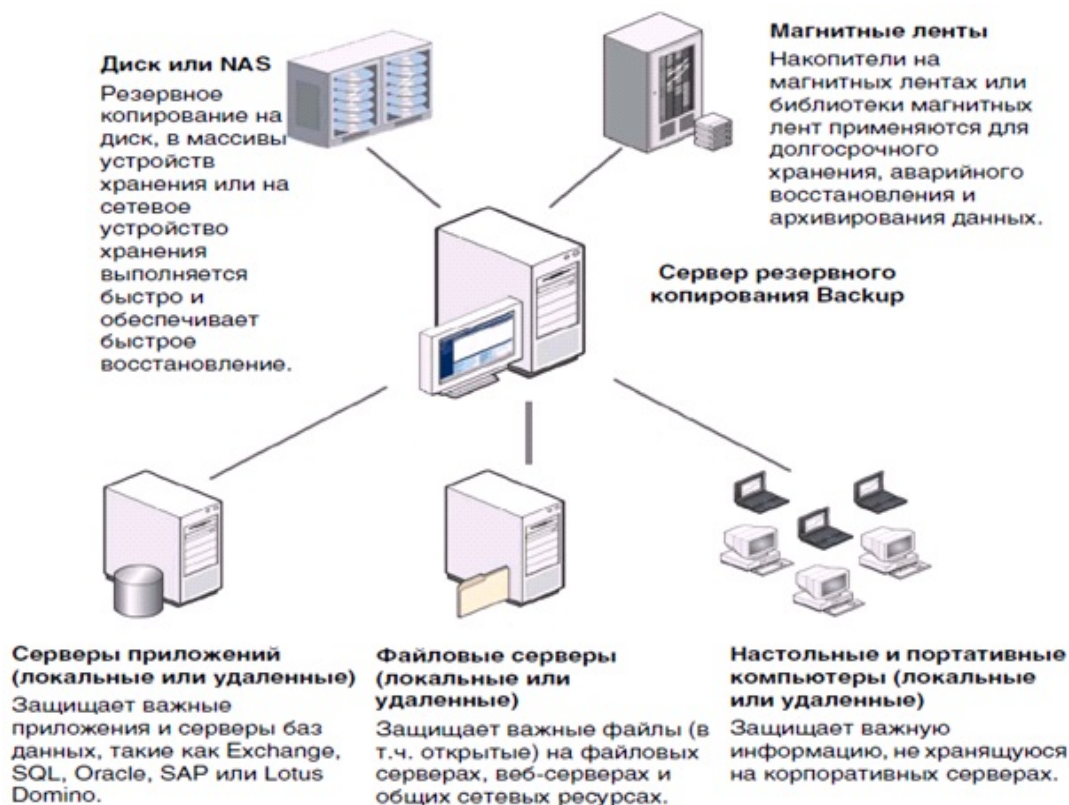 Диск или NAS
Резервное
копирование на
диск, в массивы
устройств
хранения или на
сетевое
устройство
хранения
выполняется
быстро и
обеспечивает
быстрое
восстановление.
Магнитные ленты
Накопители на
магнитных лентах или
библиотеки магнитных
лент применяются для
долгосрочного
хранения, аварийного
восстановления и
архивирования данных.
Сервер резервного
копирования Backup
Серверы приложений
(локальные или удаленные)
Защищает важные
приложения и серверы баз
данных, такие как Exchange,
SQL, Oracle, SAP или Lotus
Domino.
Файловые серверы
(локальные или
удаленные)
Защищает важные файлы (в
т.ч. открытые) на файловых
серверах, веб-серверах и
общих сетевых ресурсах.
Настольные и портативные
компьютеры (локальные
или удаленные)
Защищает важную
информацию, не хранящуюся
на корпоративных серверах.